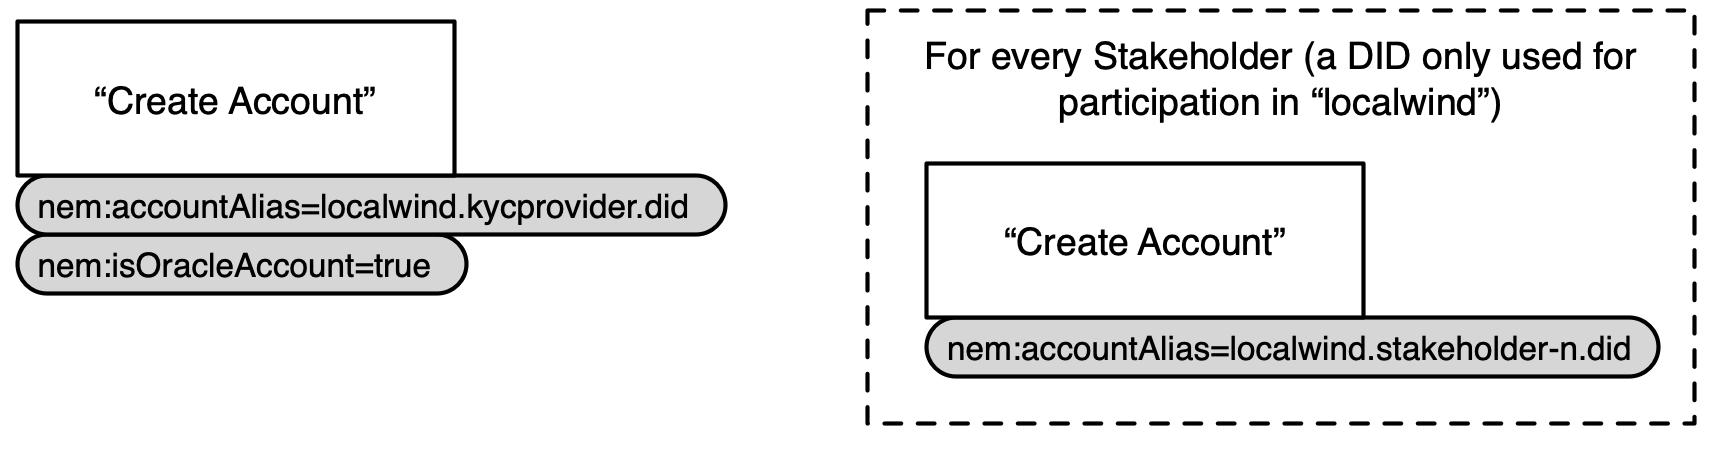 “Create Account”
nem:accountAlias=localwind.kycprovider.did
nem:isOracleAccount=true
For every Stakeholder (a DID only used for
participation in “localwind”)
“Create Account”
nem:accountAlias=localwind.stakeholder-n.did